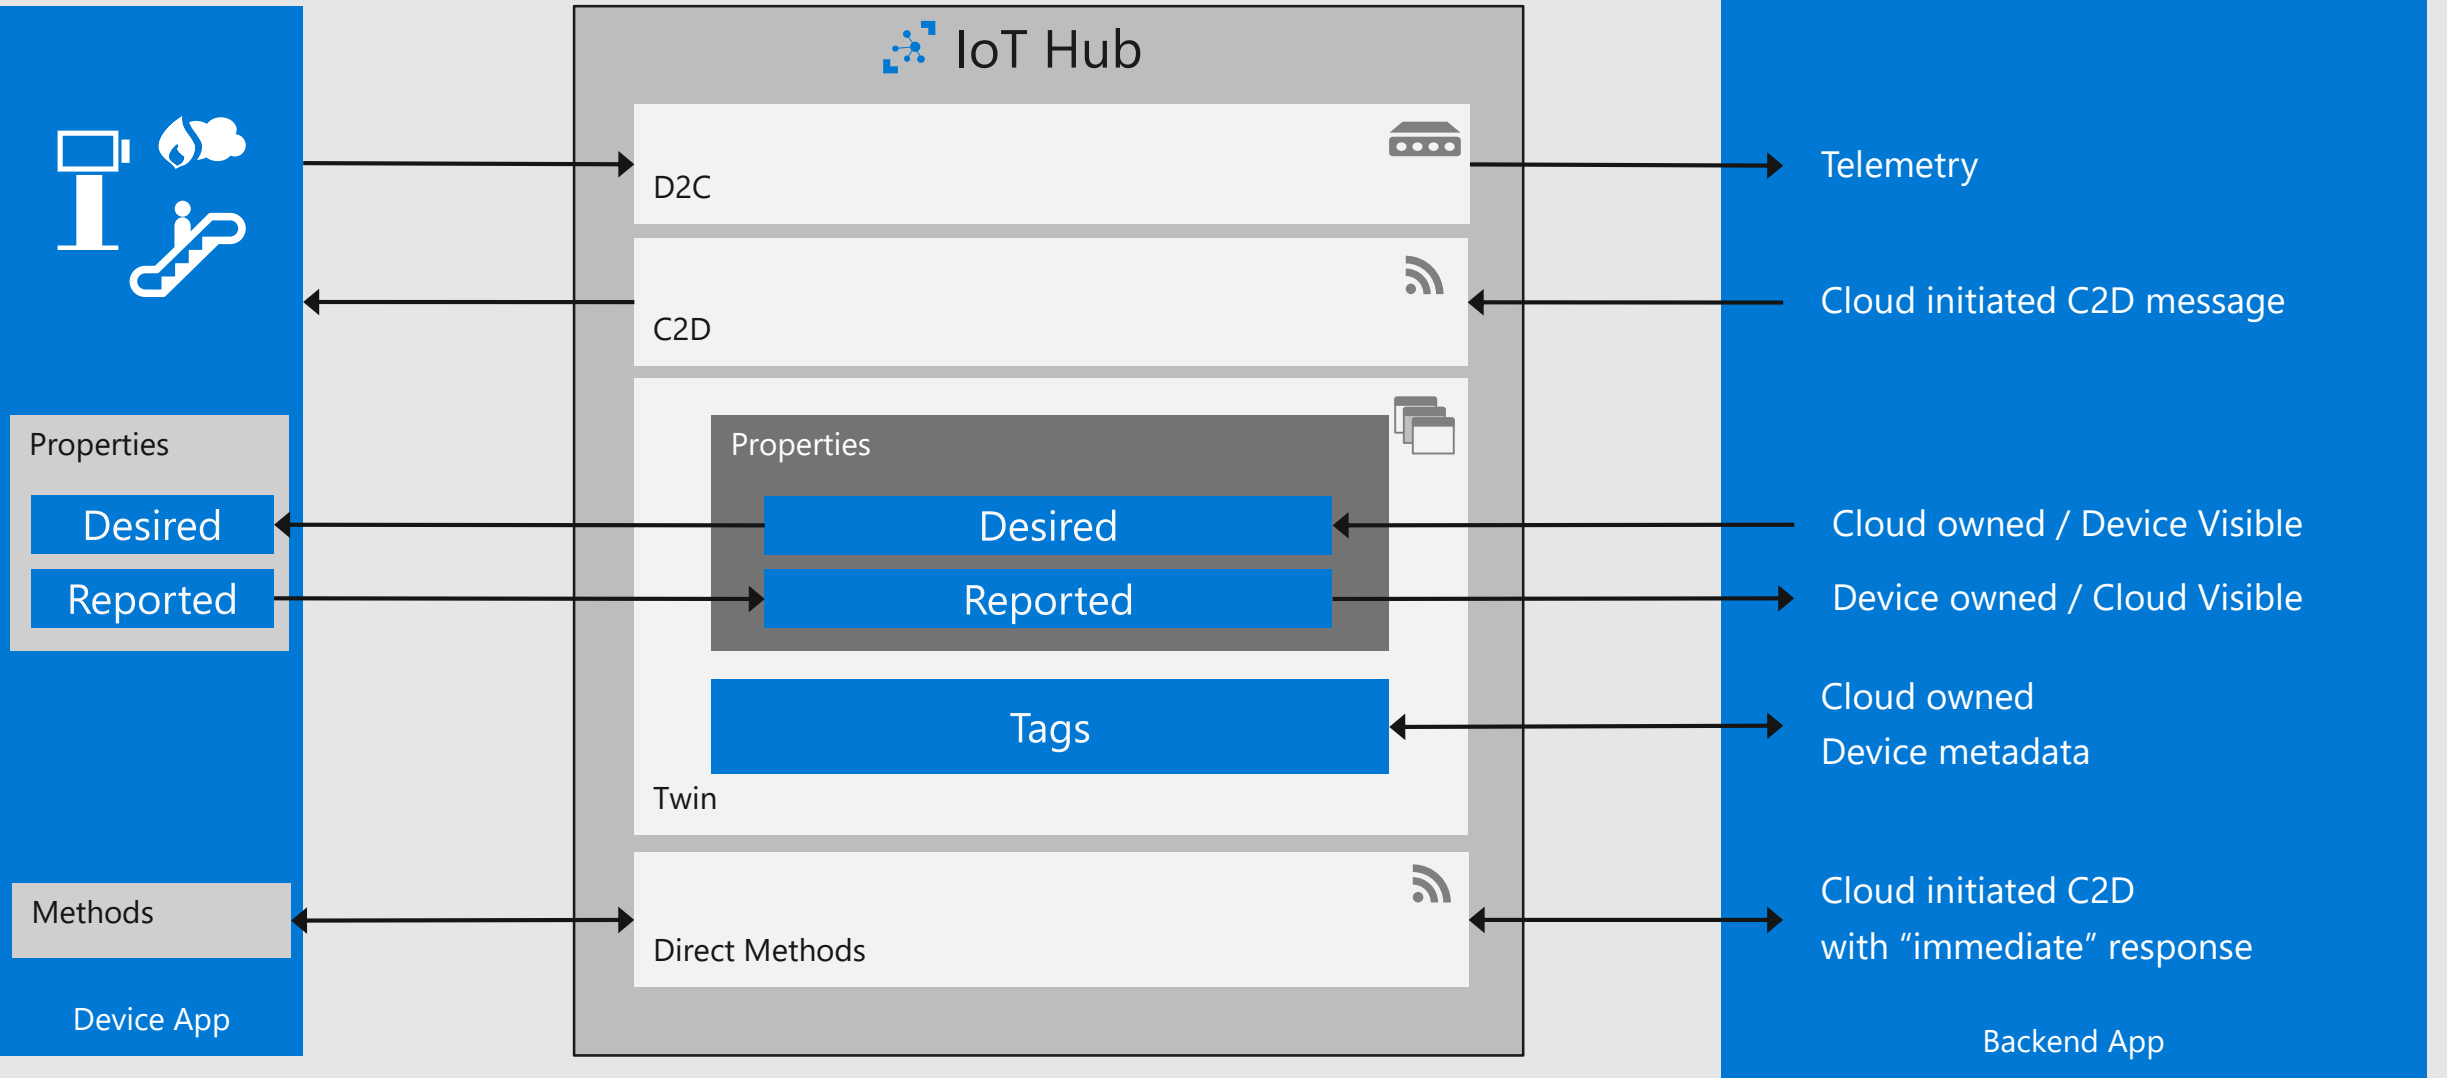 IoT Hub
D2C
Telemetry
C2D
Cloud initiated C2D message
Properties
Desired
Reported
Properties
Desired
Reported
Cloud owned / Device Visible
Device owned / Cloud Visible
Tags
Cloud owned
Device metadata
Twin
Methods
Direct Methods
Cloud initiated C2D
with “immediate” response
Device App
Backend App